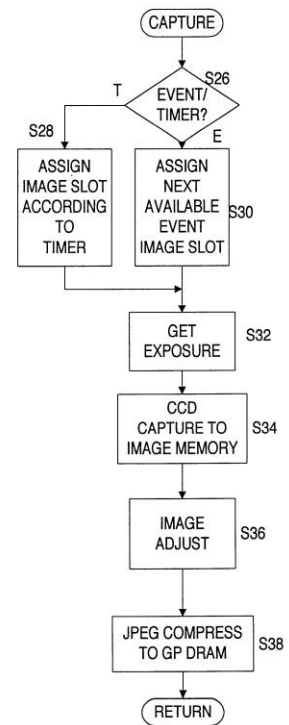 CAPTURE
S26
EVENT/
TIMER?
T
E
S28
ASSIGN
IMAGE SLOT
ACCORDING
TO
TIMER
ASSIGN
NEXT
AVAILABLE
EVENT
IMAGE SLOT
S30
GET
EXPOSURE
S32
CCD
CAPTURE TO
IMAGE MEMORY
S34
IMAGE
ADJUST
S36
JPEG COMPRESS
TO GP DRAM
S38
RETURN